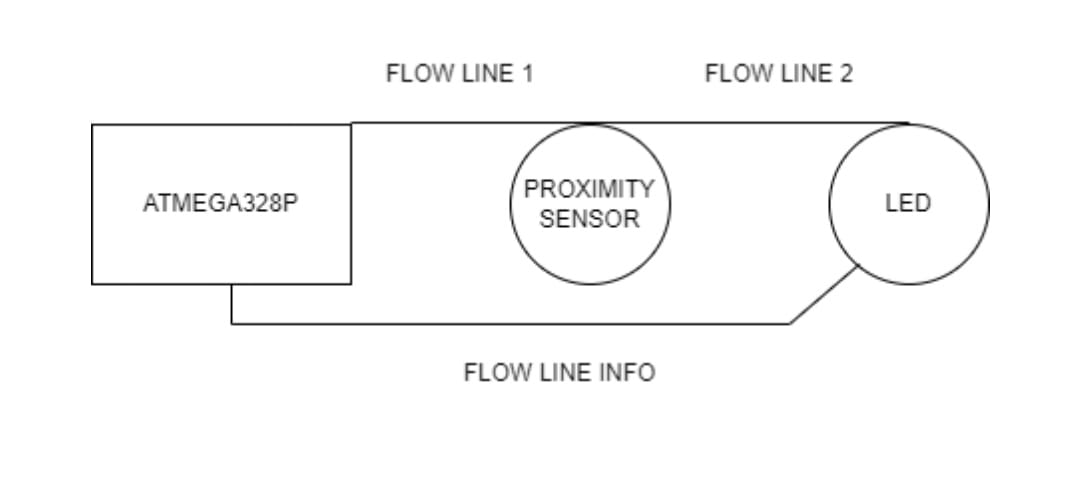 FLOW LINE 1
FLOW LINE 2
ATMEGA328P
PROXIMITY
SENSOR
LED
FLOW LINE INFO